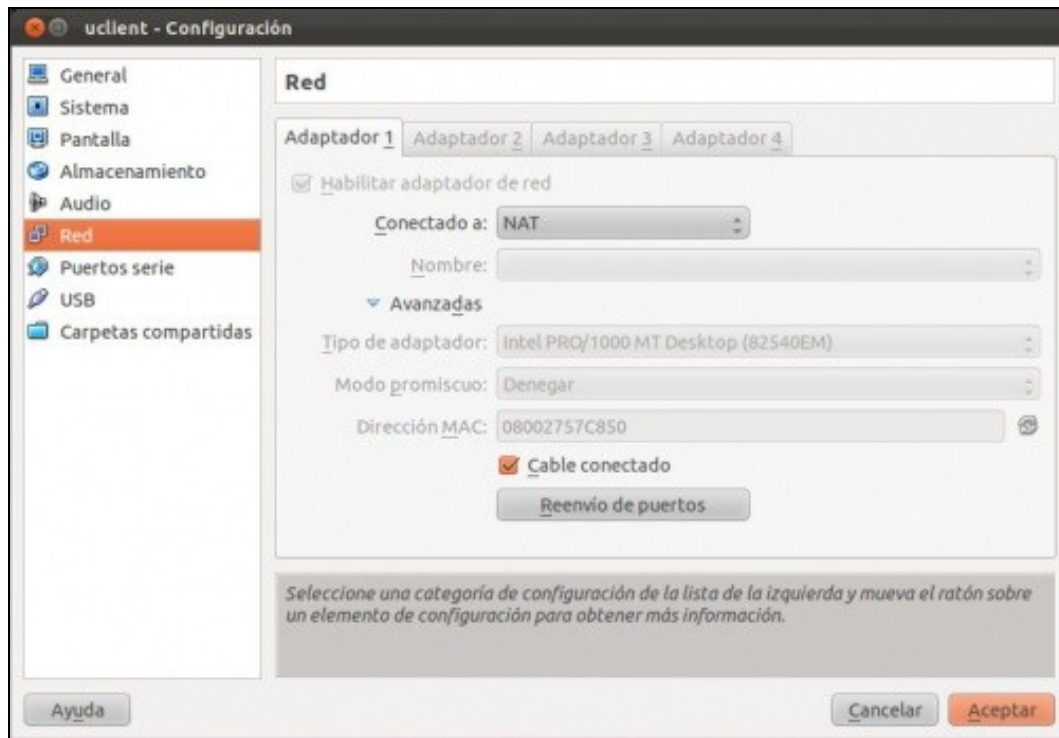 uclient - Configuración
General
Sistema
Pantalla
Almacenamiento
Audio
Red
Puertos serie
USB
Carpetas compartidas
Red
Adaptador 1 Adaptador 2 Adaptador 3 Adaptador 4
Habilitar adaptador de red
Conectado a: NAT
Nombre:
Avanzadas
Tipo de adaptador: Intel PRO/1000 MT Desktop (82540EM)
Modo promiscuo: Denegar
Dirección MAC: 08002757C850
Cable conectado
Reenvío de puertos
Seleccione una categoría de configuración de la lista de la izquierda y mueva el ratón sobre
un elemento de configuración para obtener más información.
Ayuda
Cancelar
Aceptar